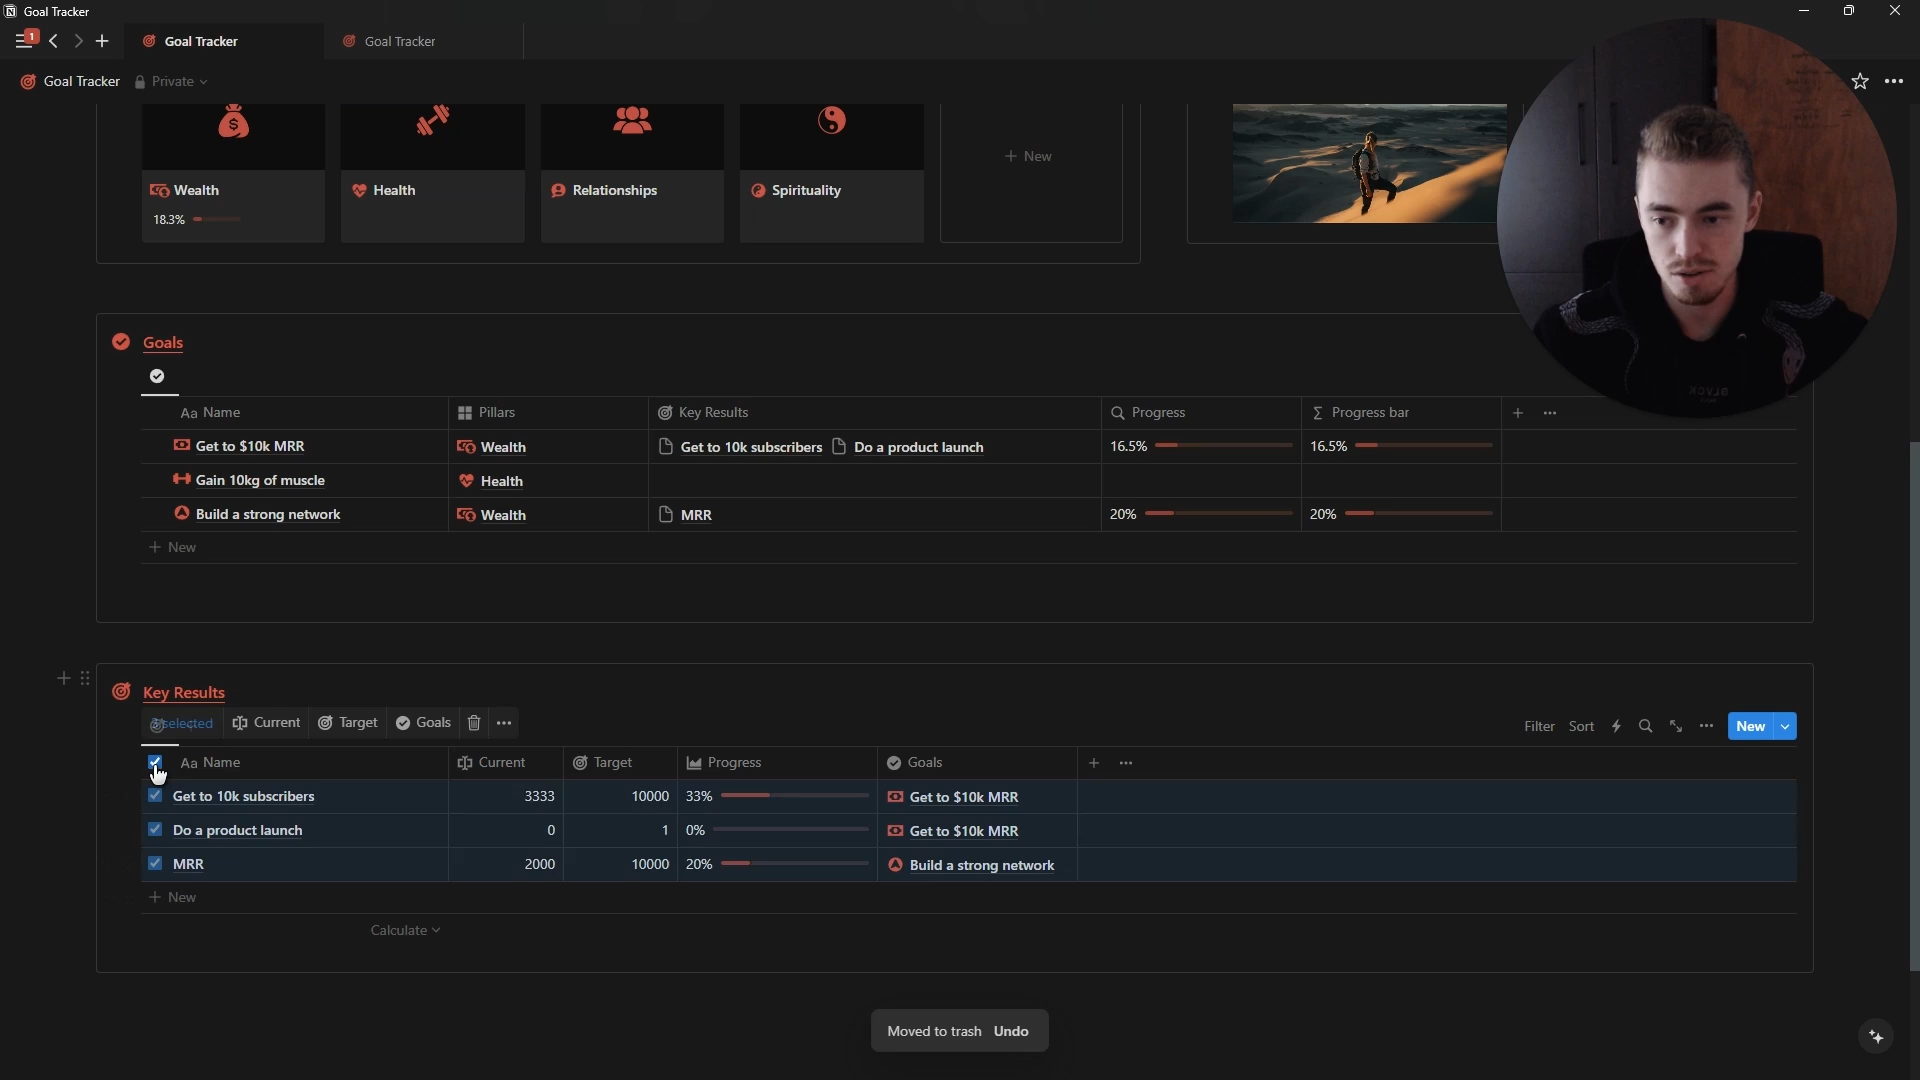 Goal Tracker
1
Goal Tracker
Goal Tracker
Goal Tracker Private
Wealth
18.3%
Health
Relationships
Spirituality
+ New
Goals
Aa Name Pillars Key Results Progress Σ Progress bar
Get to $10k MRR Wealth Get to 10k subscribers Do a product launch 16.5% 16.5%
Gain 10kg of muscle Health
Build a strong network Wealth MRR 20% 20%
+ New
Key Results
selected Current Target Goals
Filter Sort New
Aa Name Current Target Progress Goals
Get to 10k subscribers 3333 10000 33% Get to $10k MRR
Do a product launch 0 1 0% Get to $10k MRR
MRR 2000 10000 20% Build a strong network
+ New
Calculate
Moved to trash Undo